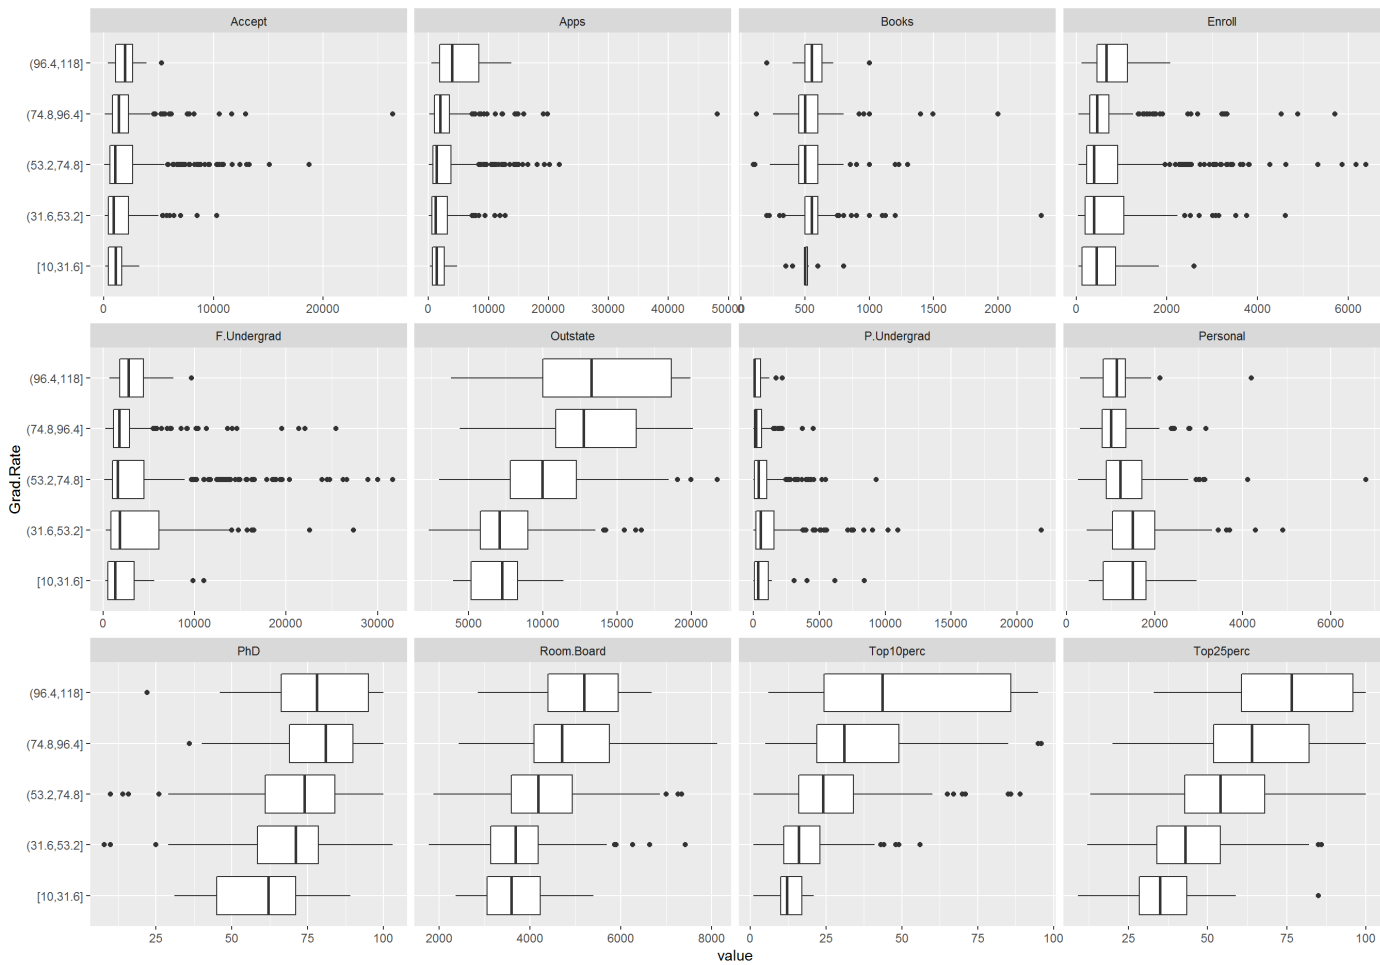 Accept Apps Books Enroll
(96.4,118]
(74.8,96.4]
(53.2,74.8]
(31.6,53.2]
[10,31.6]
0 10000 20000 0 10000 20000 30000 40000 50000 0 500 1000 1500 2000 0 2000 4000 6000
F.Undergrad Outstate P.Undergrad Personal
(96.4,118]
(74.8,96.4]
(53.2,74.8]
(31.6,53.2]
[10,31.6]
0 10000 20000 30000 5000 10000 15000 20000 0 5000 10000 15000 20000 0 2000 4000 6000
Grad.Rate
PhD Room.Board Top10perc Top25perc
(96.4,118]
(74.8,96.4]
(53.2,74.8]
(31.6,53.2]
[10,31.6]
25 50 75 100 2000 4000 6000 8000 0 25 50 75 100 25 50 75 100
value